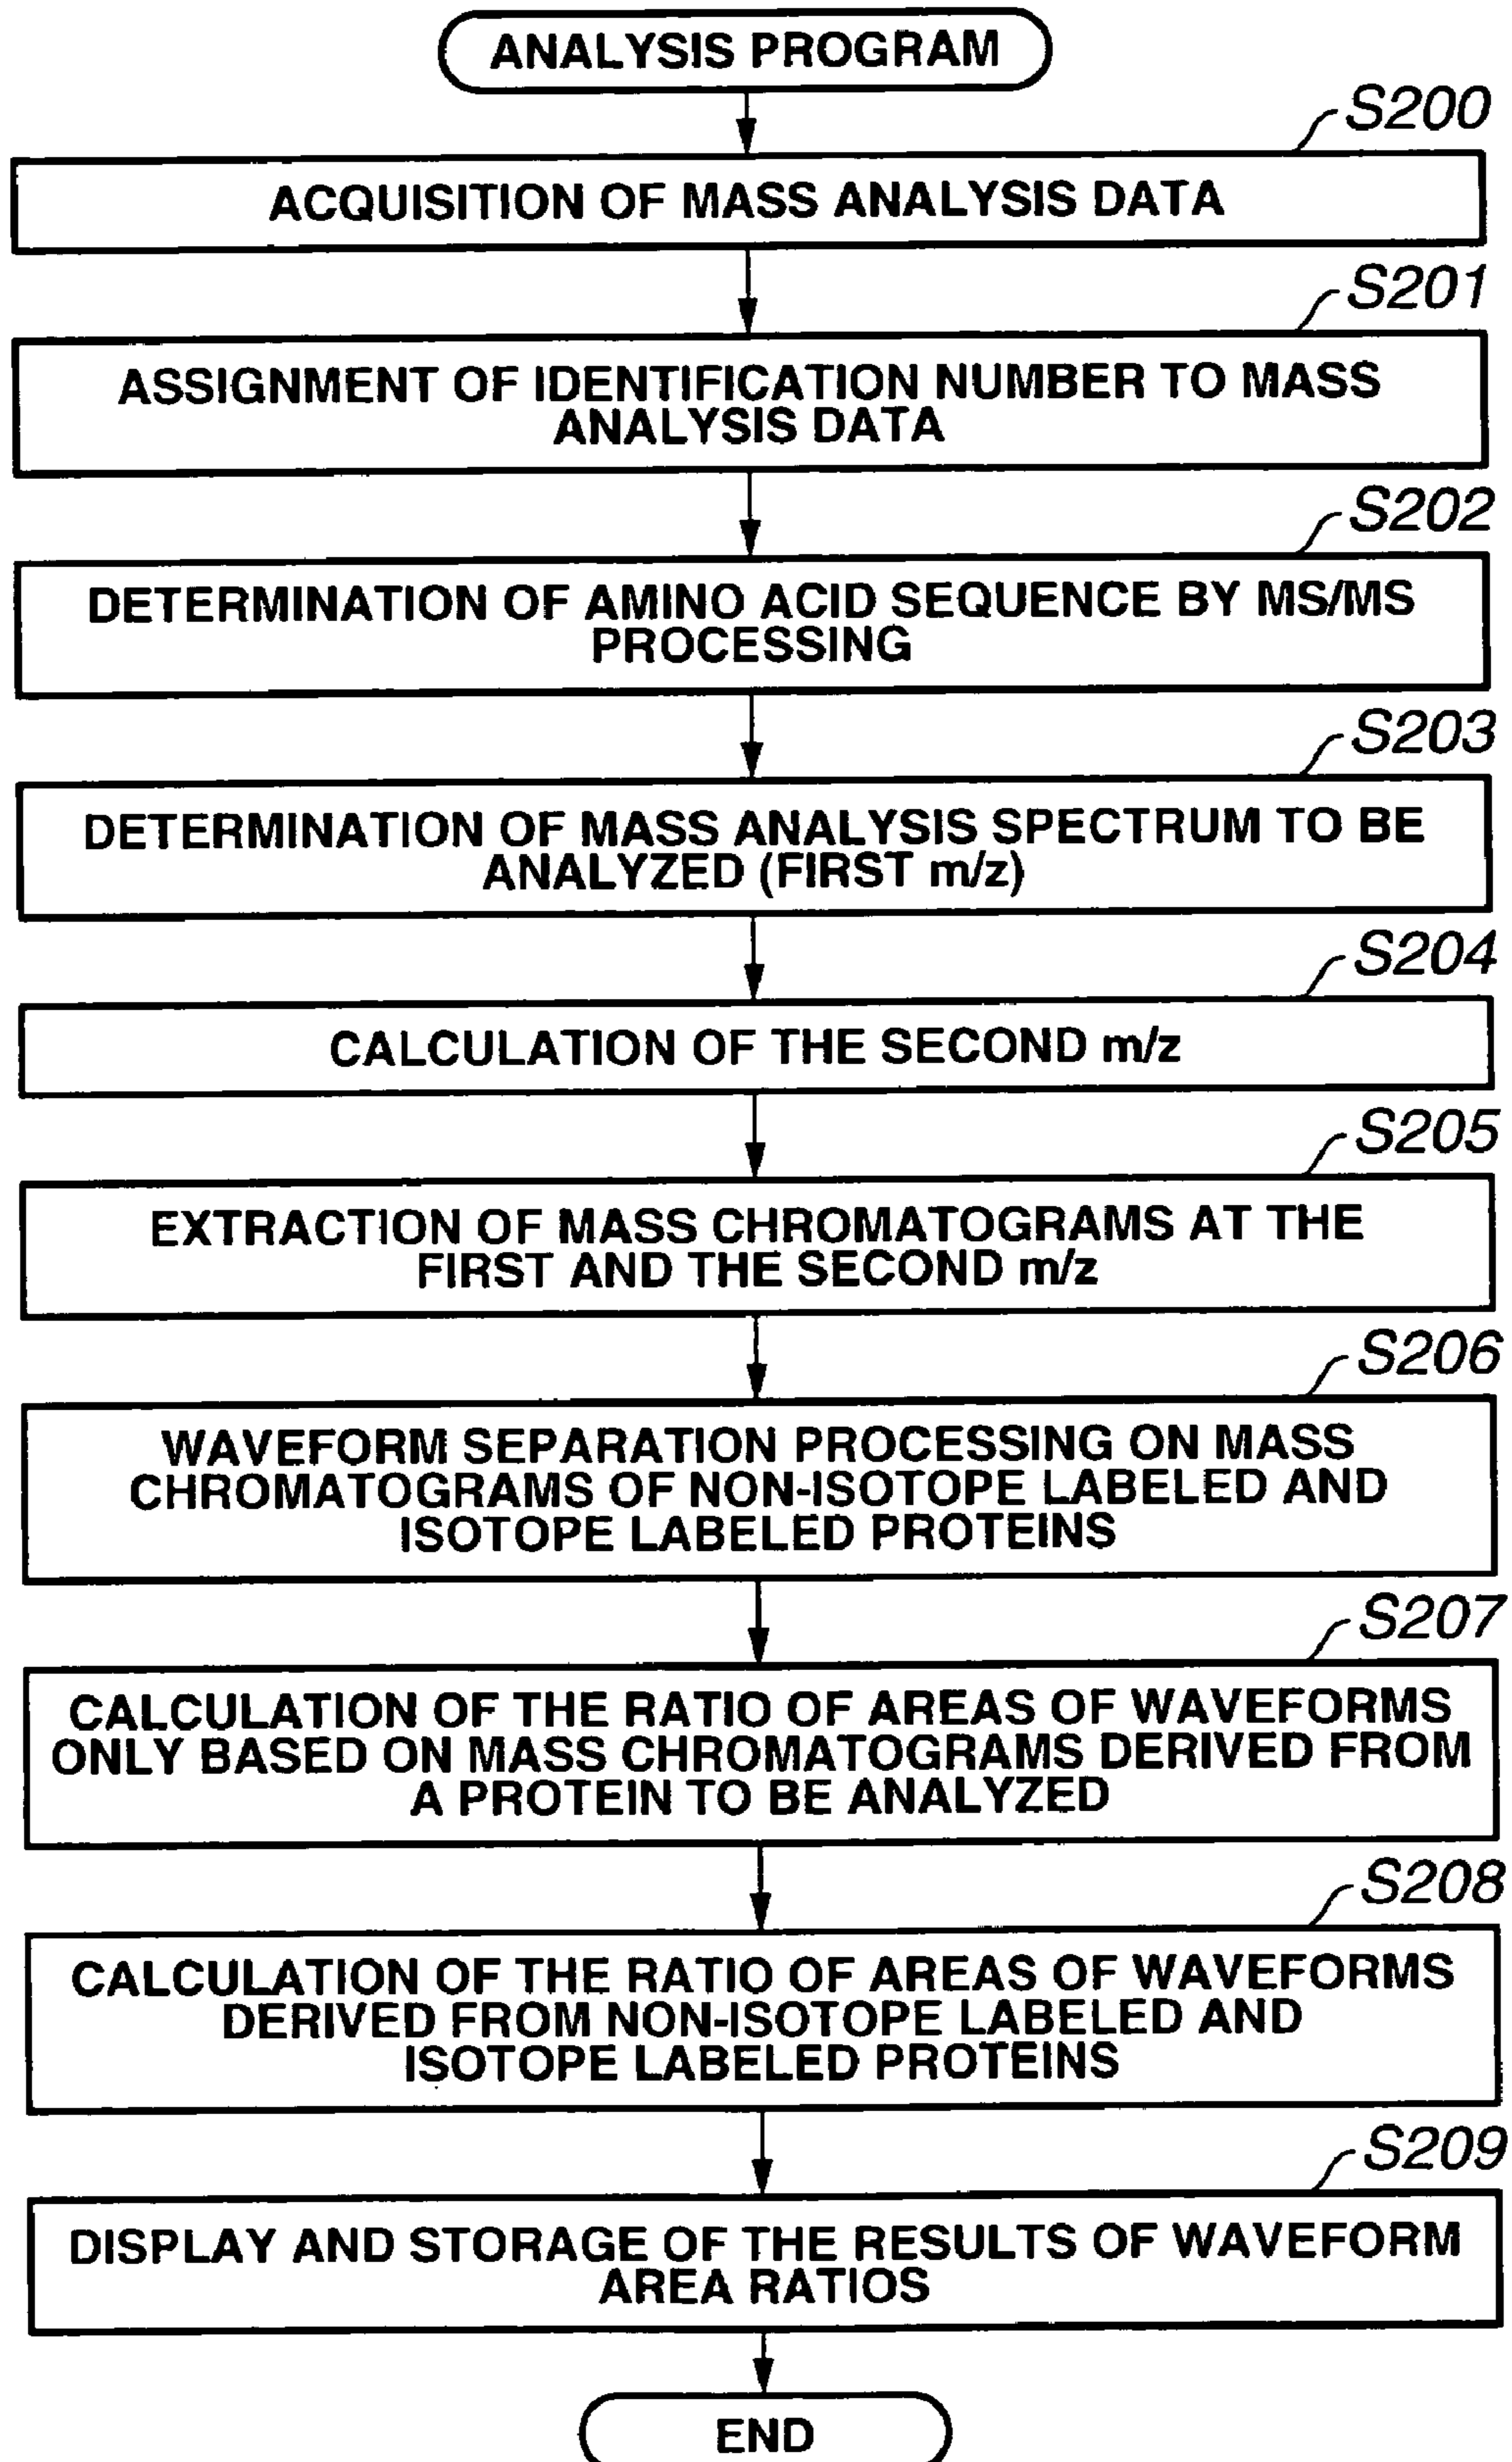 ANALYSIS PROGRAM
S200
ACQUISITION OF MASS ANALYSIS DATA
S201
ASSIGNMENT OF IDENTIFICATION NUMBER TO MASS
ANALYSIS DATA
S202
DETERMINATION OF AMINO ACID SEQUENCE BY MS/MS
PROCESSING
S203
DETERMINATION OF MASS ANALYSIS SPECTRUM TO BE
ANALYZED (FIRST m/z)
S204
CALCULATION OF THE SECOND m/z
S205
EXTRACTION OF MASS CHROMATOGRAMS AT THE
FIRST AND THE SECOND m/z
S206
WAVEFORM SEPARATION PROCESSING ON MASS
CHROMATOGRAMS OF NON-ISOTOPE LABELED AND
ISOTOPE LABELED PROTEINS
S207
CALCULATION OF THE RATIO OF AREAS OF WAVEFORMS
ONLY BASED ON MASS CHROMATOGRAMS DERIVED FROM
A PROTEIN TO BE ANALYZED
S208
CALCULATION OF THE RATIO OF AREAS OF WAVEFORMS
DERIVED FROM NON-ISOTOPE LABELED AND
ISOTOPE LABELED PROTEINS
S209
DISPLAY AND STORAGE OF THE RESULTS OF WAVEFORM
AREA RATIOS
END